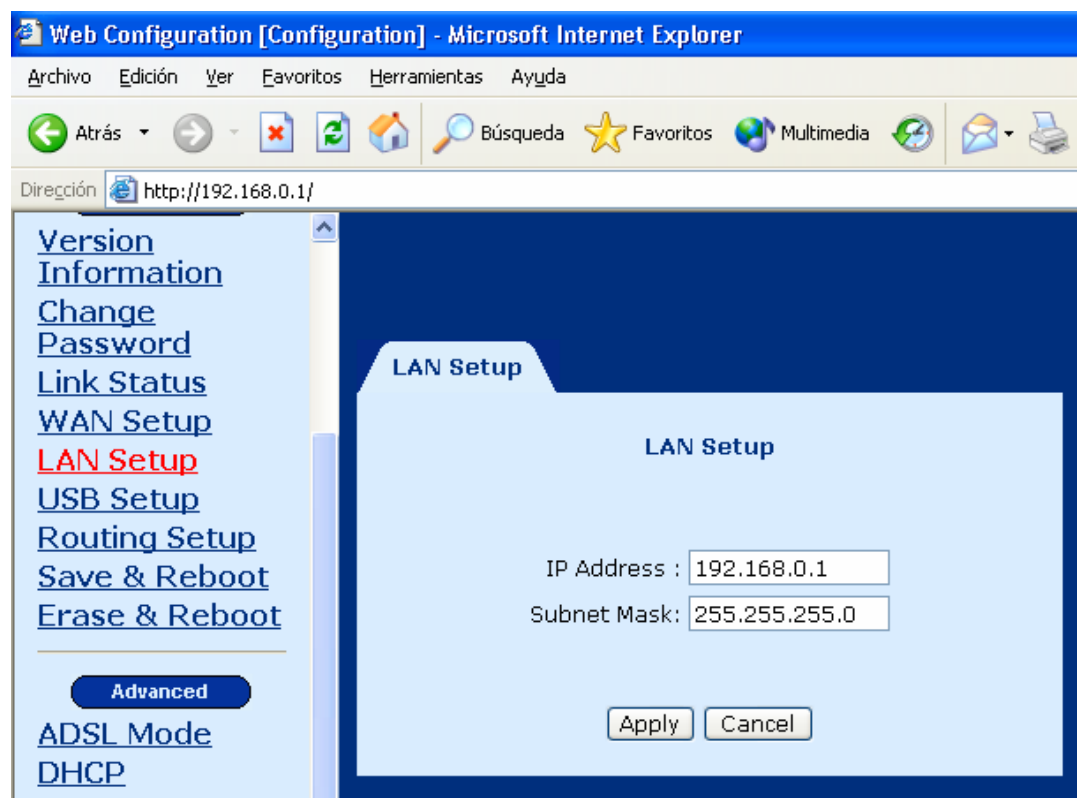 Web Configuration [Configuration] - Microsoft Internet Explorer
Archivo Edición Ver Favoritos Herramientas Ayuda
Atrás Búsqueda Favoritos Multimedia
Dirección http://192.168.0.1/
Version
Information
Change
Password
Link Status
WAN Setup
LAN Setup
USB Setup
Routing Setup
Save & Reboot
Erase & Reboot
Advanced
ADSL Mode
DHCP
LAN Setup
LAN Setup
IP Address : 192.168.0.1
Subnet Mask: 255.255.255.0
Apply Cancel